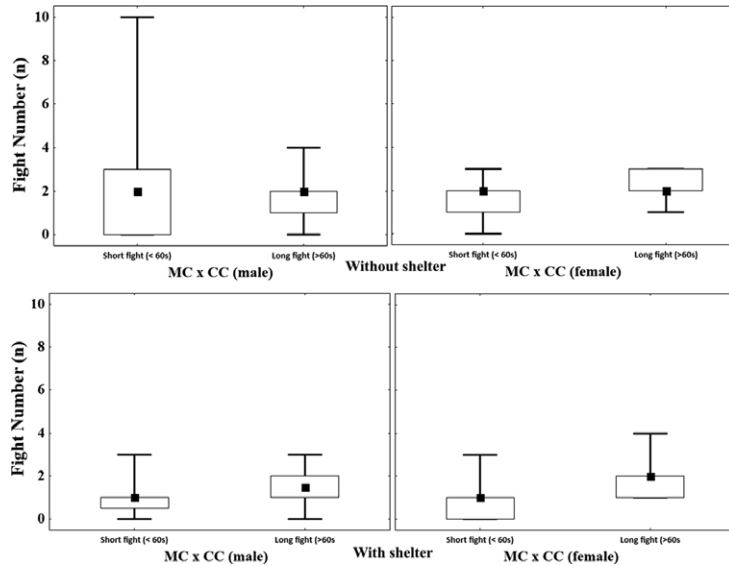 Fight Number (n)
10
8
6
4
2
0
Short fight (< 60s)
Long fight (>60s)
Short fight (< 60s)
Long fight (>60s)
MC x CC (male)
Without shelter
MC x CC (female)
Fight Number (n)
10
8
6
4
2
0
Short fight (< 60s)
Long fight (>60s
Short fight (< 60s)
Long fight (>60s
MC x CC (male)
With shelter
MC x CC (female)